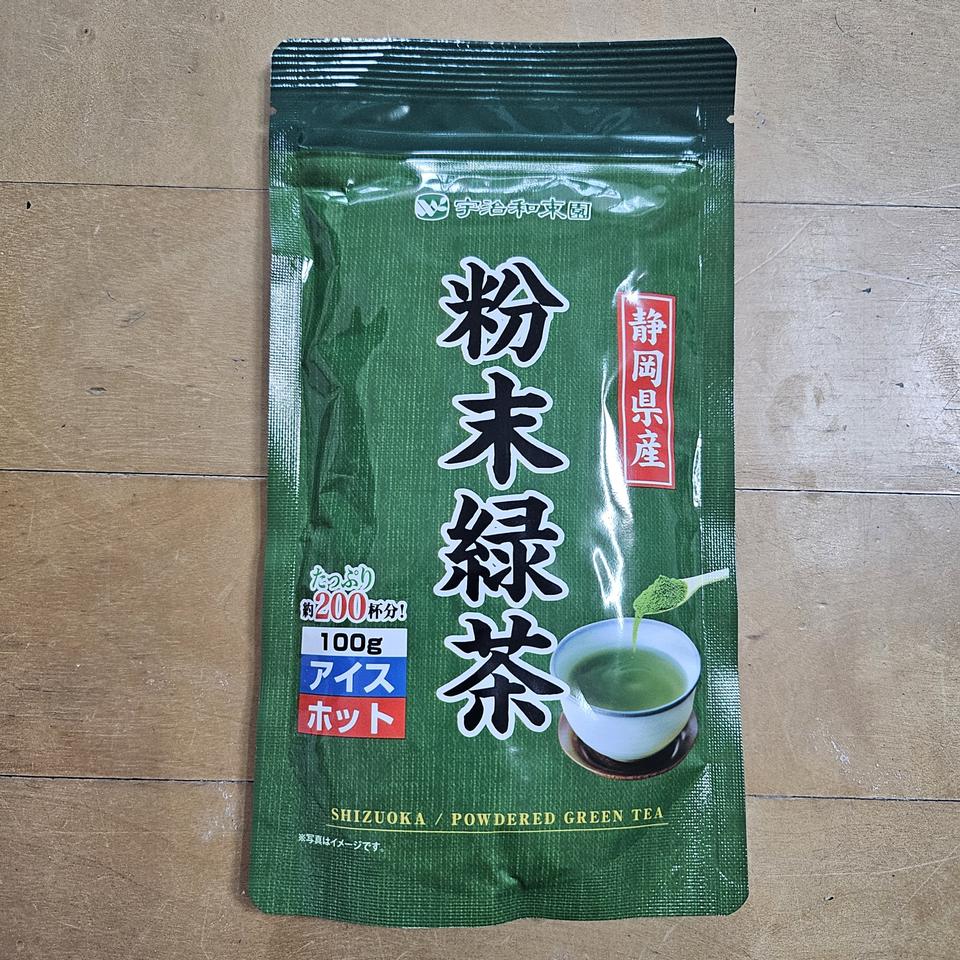 宇治和束園
粉末緑茶
静岡県産
たっぷり
約200杯分!
100g
アイス
ホット
SHIZUOKA / POWDERED GREEN TEA
※写真はイメージです。